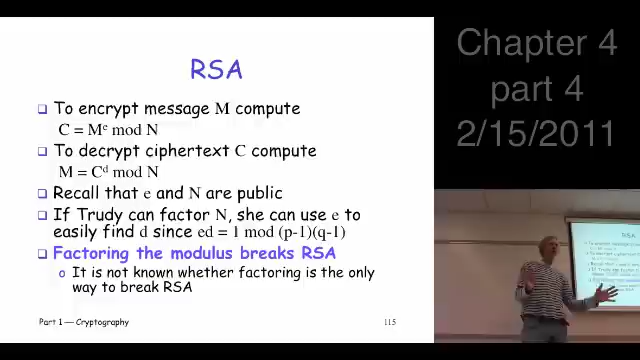 RSA
To encrypt message M compute
C = Mᵉ mod N
To decrypt ciphertext C compute
M = Cᵈ mod N
Recall that e and N are public
If Trudy can factor N, she can use e to
easily find d since ed = 1 mod (p-1)(q-1)
Factoring the modulus breaks RSA
It is not known whether factoring is the only
way to break RSA
Part 1 — Cryptography
115
Chapter 4
part 4
2/15/2011
RSA